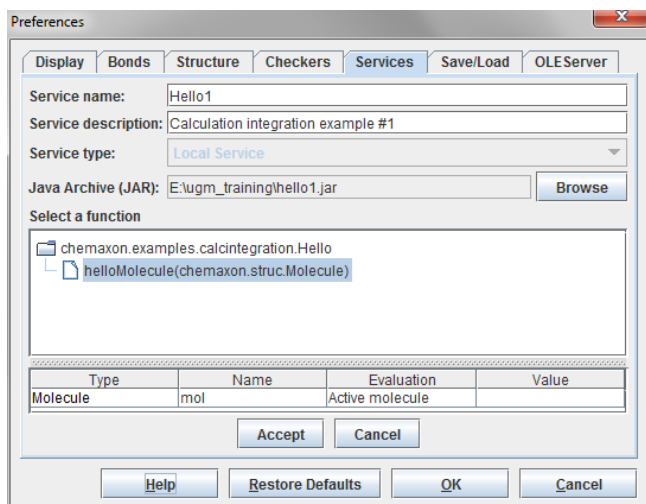 Preferences
Display Bonds Structure Checkers Services Save/Load OLEServer
Service name: Hello1
Service description: Calculation integration example #1
Service type: Local Service
Java Archive (JAR): E:\ugm_training\hello1.jar Browse
Select a function
chemaxon.examples.calcintegration.Hello
helloMolecule(chemaxon.struc.Molecule)
Type Name Evaluation Value
Molecule mol Active molecule
Accept Cancel
Help Restore Defaults OK Cancel